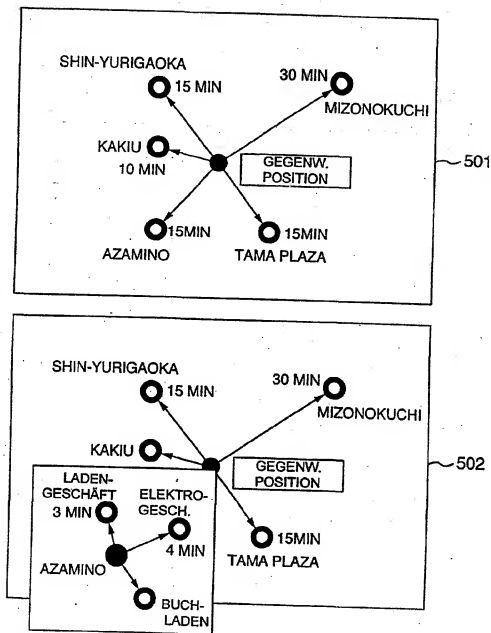 SHIN-YURIGAOKA
15 MIN
30 MIN
MIZONOKUCHI
KAKIU
10 MIN
GEGENW.
POSITION
501
15MIN
AZAMINO
15MIN
TAMA PLAZA
SHIN-YURIGAOKA
15 MIN
30 MIN
MIZONOKUCHI
KAKIU
GEGENW.
POSITION
502
LADEN-
GESCHÄFT
3 MIN
ELEKTRO-
GESCH.
4 MIN
AZAMINO
BUCH-
LADEN
15MIN
TAMA PLAZA